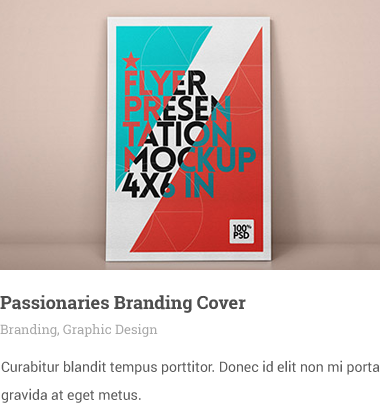 FLYER
PRESEN
TATION
MOCKUP
4X6 IN
100%
PSD
Passionaries Branding Cover
Branding, Graphic Design
Curabitur blandit tempus porttitor. Donec id elit non mi porta
gravida at eget metus.